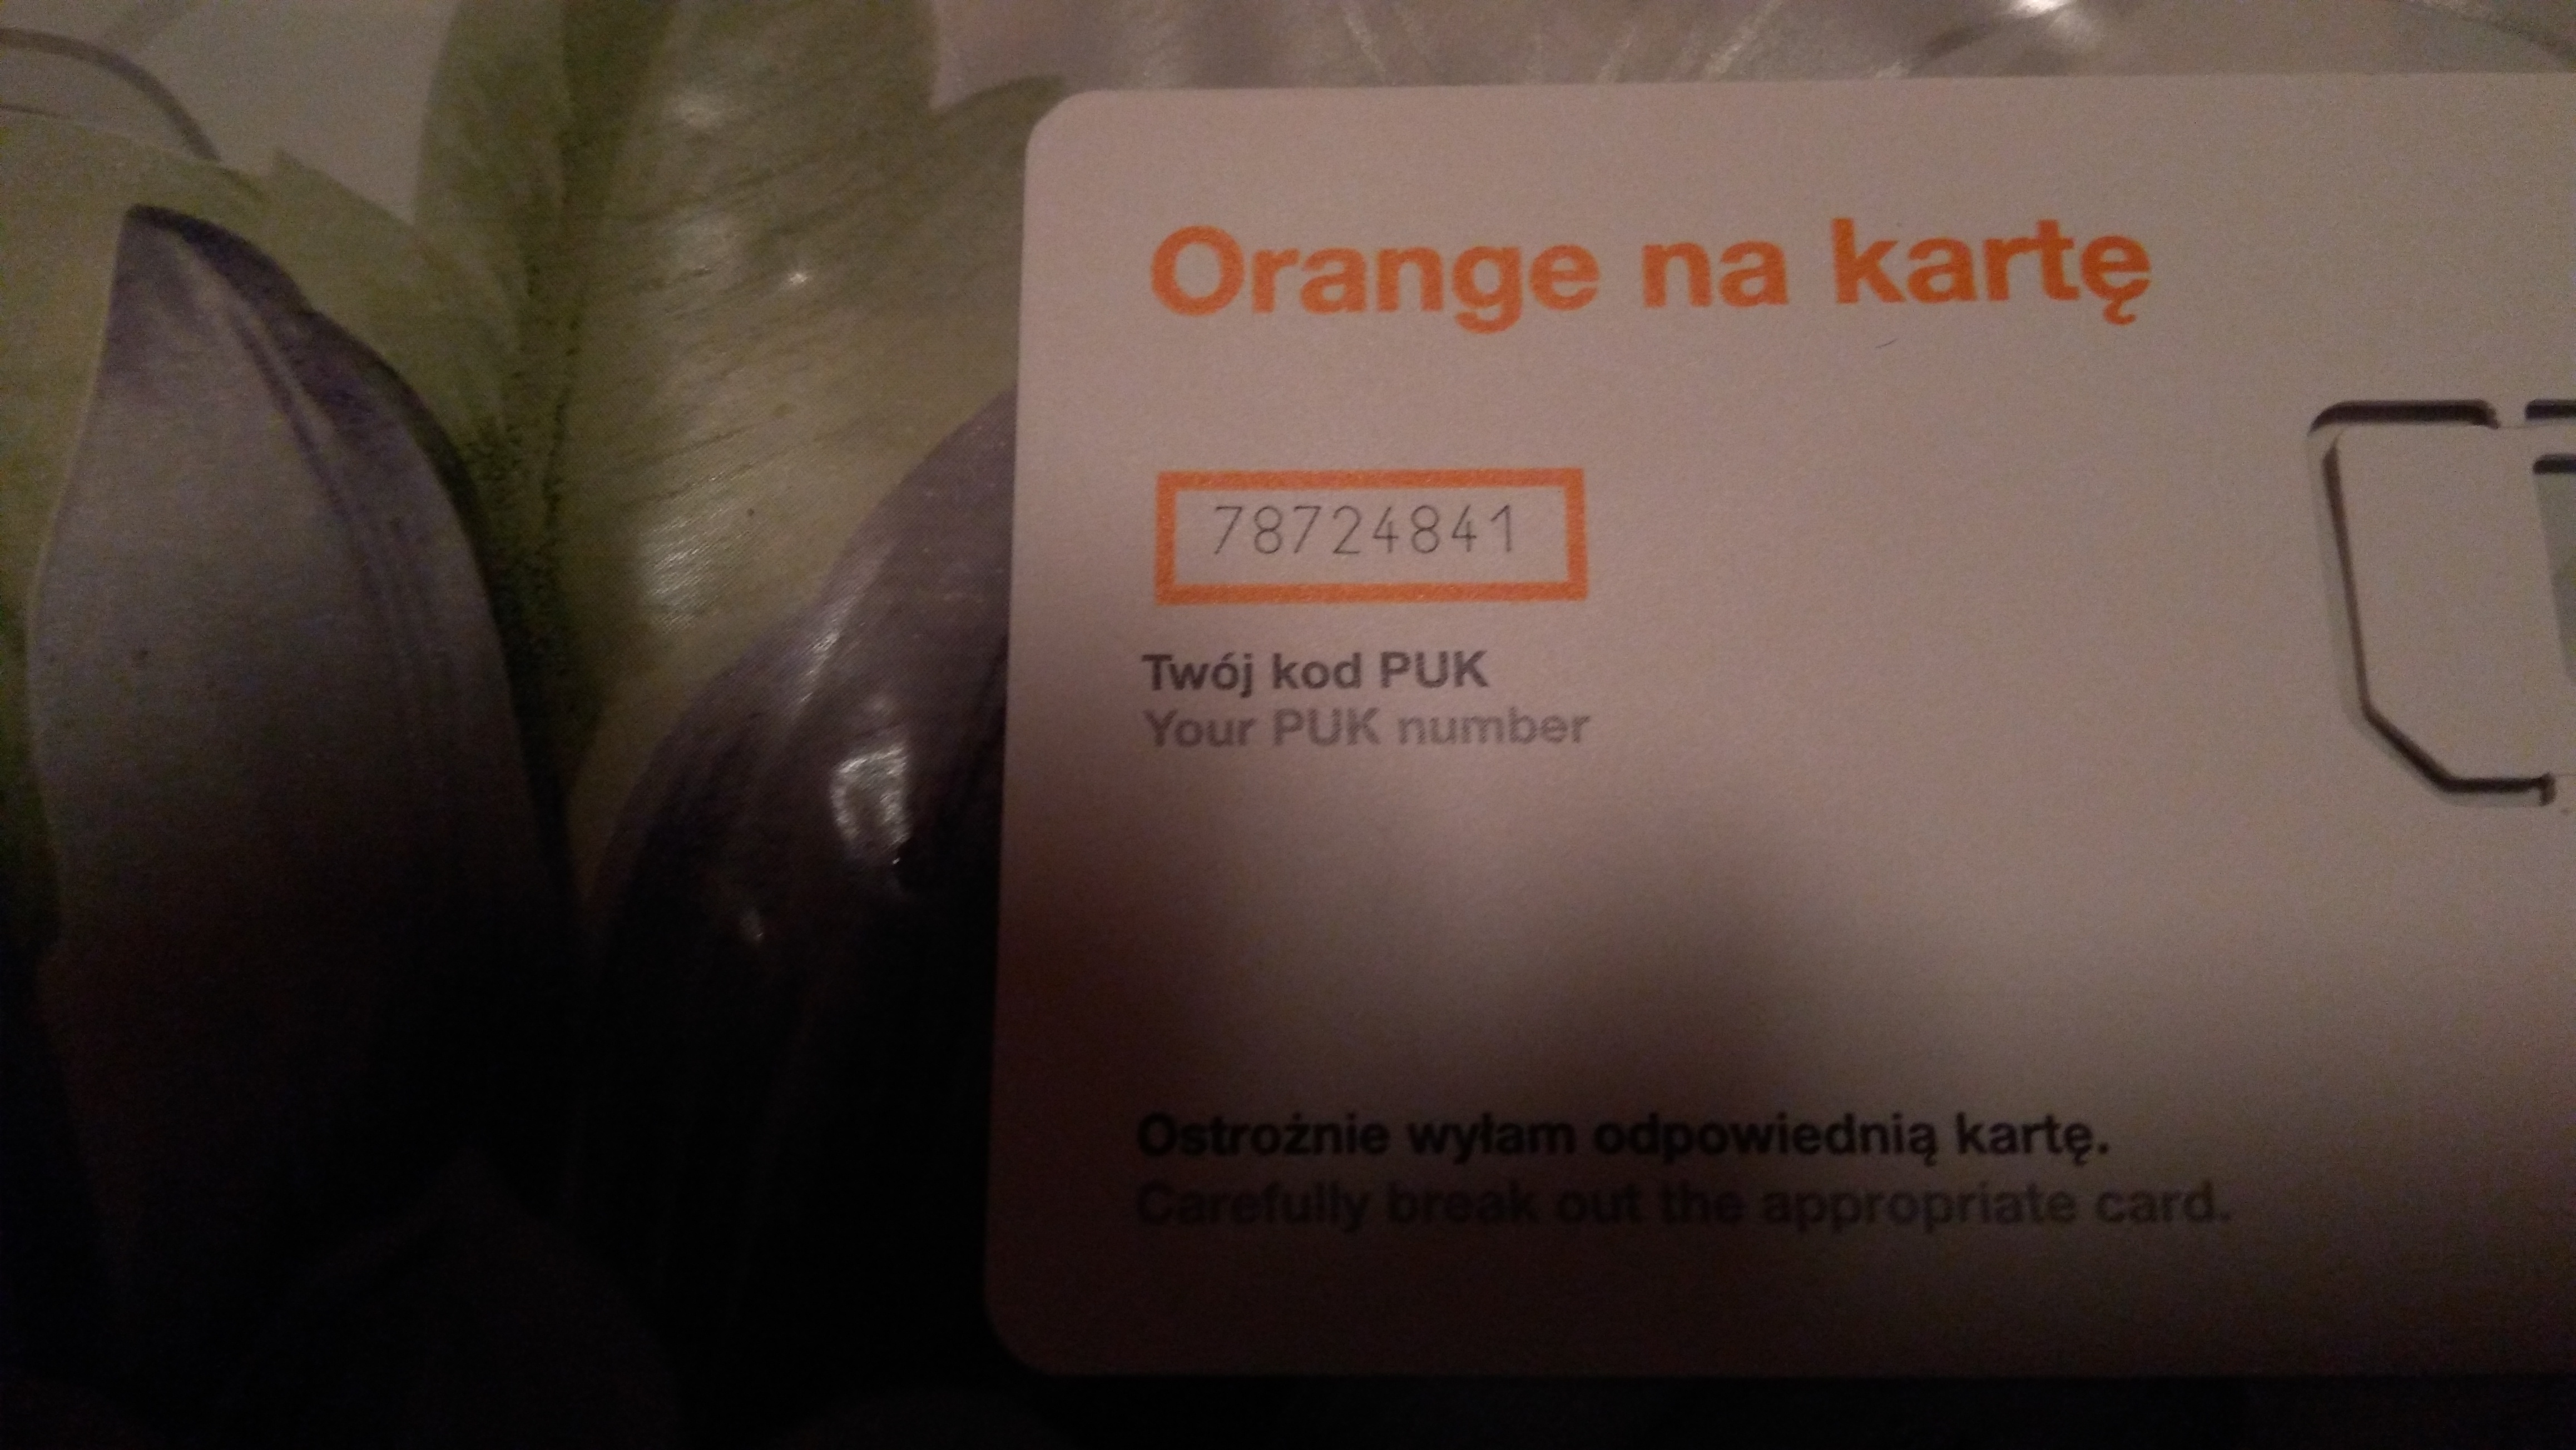 Orange na kartę
78724841
Twój kod PUK
Your PUK number
Ostrożnie wyłam odpowiednią kartę.
Carefully break out the appropriate card.